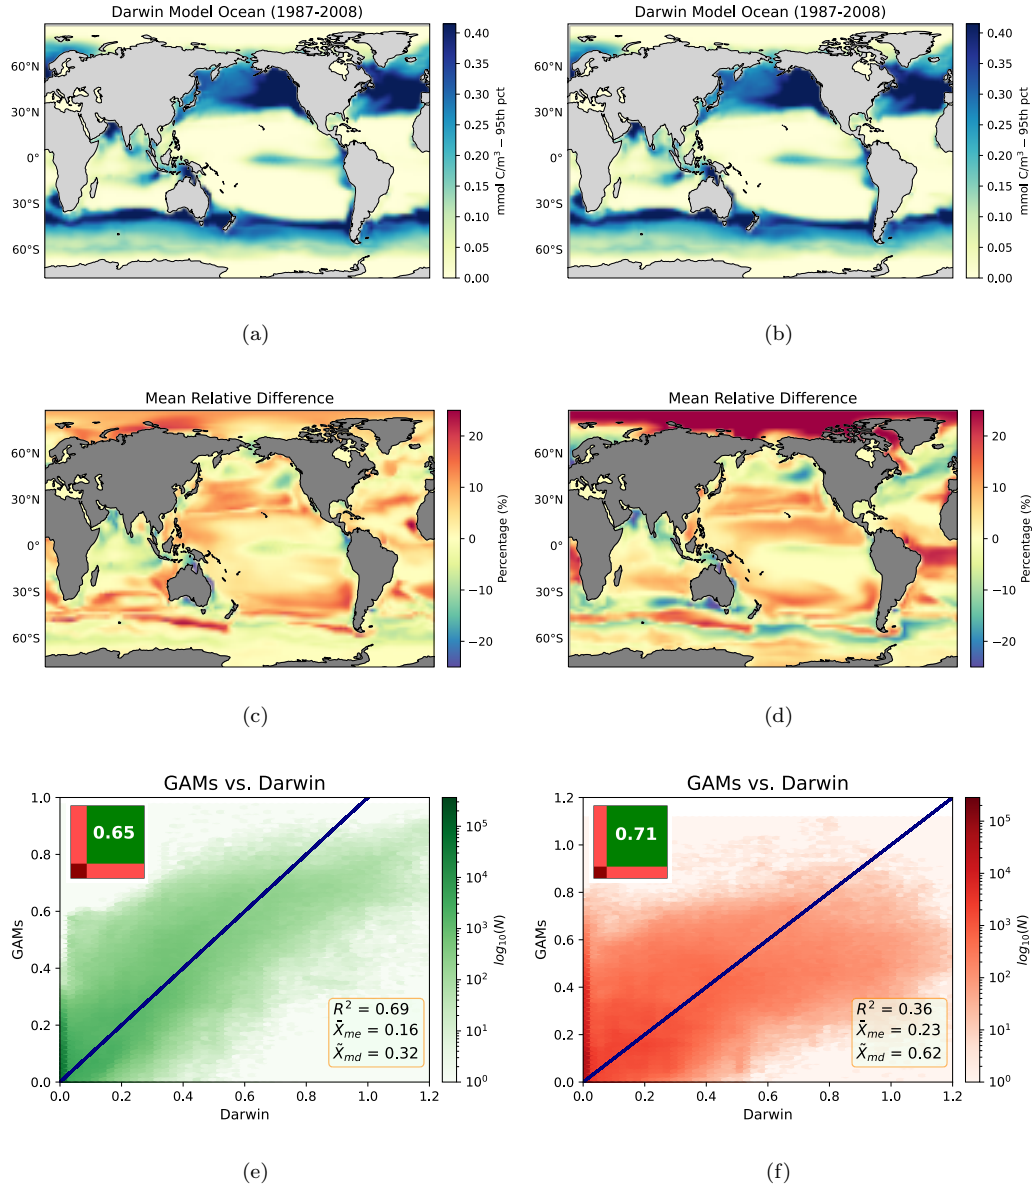 Darwin Model Ocean (1987-2008)
60°N
30°N
0°
30°S
60°S
0.40
0.35
0.30
0.25
0.20
0.15
0.10
0.05
0.00
mmol C/m³ − 95th pct
(a)
Darwin Model Ocean (1987-2008)
60°N
30°N
0°
30°S
60°S
0.40
0.35
0.30
0.25
0.20
0.15
0.10
0.05
0.00
mmol C/m³ − 95th pct
(b)
Mean Relative Difference
60°N
30°N
0°
30°S
60°S
20
10
0
−10
−20
Percentage (%)
(c)
Mean Relative Difference
60°N
30°N
0°
30°S
60°S
20
10
0
−10
−20
Percentage (%)
(d)
GAMs vs. Darwin
1.0
0.8
0.6
0.4
0.2
0.0
GAMs
0.65
R² = 0.69
X̄ₘₑ = 0.16
X̃_md = 0.32
0.0 0.2 0.4 0.6 0.8 1.0 1.2
Darwin
10⁵
10⁴
10³
10²
10¹
10⁰
log₁₀(N)
(e)
GAMs vs. Darwin
1.2
1.0
0.8
0.6
0.4
0.2
0.0
GAMs
0.71
R² = 0.36
X̄ₘₑ = 0.23
X̃_md = 0.62
0.0 0.2 0.4 0.6 0.8 1.0 1.2
Darwin
10⁵
10⁴
10³
10²
10¹
10⁰
log₁₀(N)
(f)